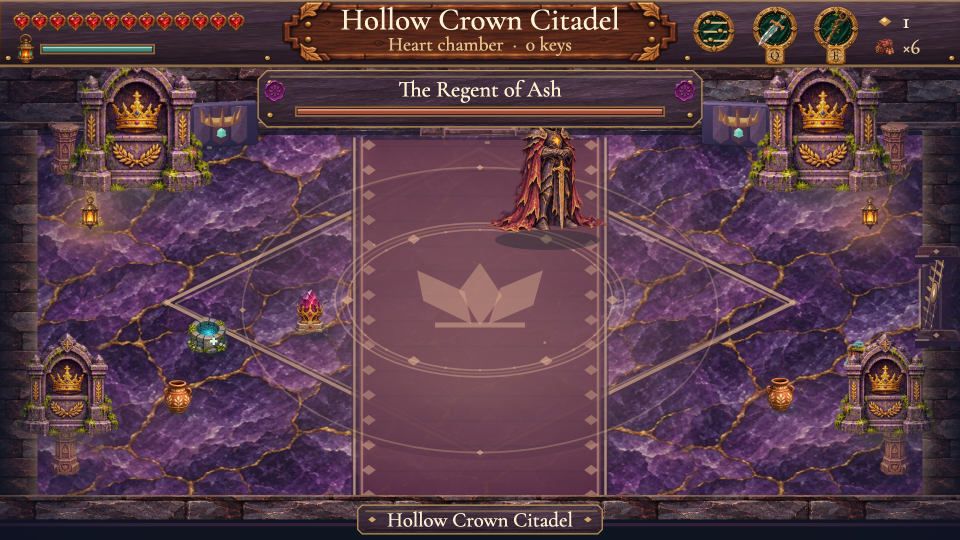 Hollow Crown Citadel
Heart chamber · 0 keys
Q
E
1
×6
The Regent of Ash
Hollow Crown Citadel